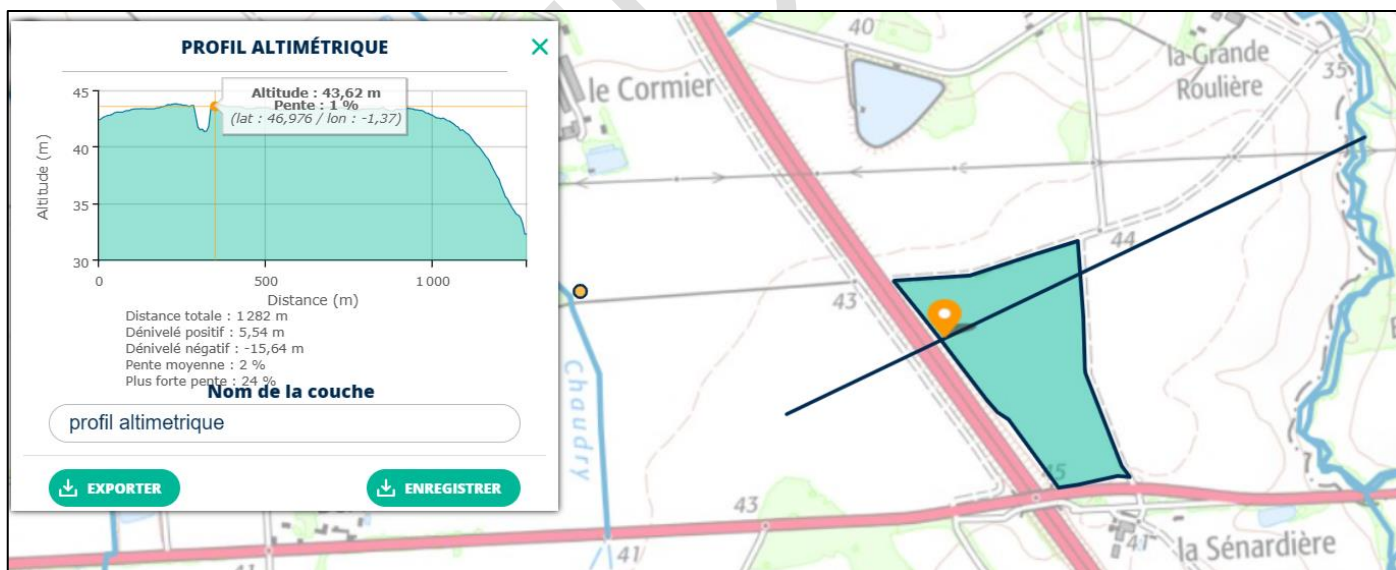 PROFIL ALTIMÉTRIQUE
45
40
35
30
Altitude (m)
Altitude : 43,62 m
Pente : 1 %
(lat : 46,976 / lon : -1,37)
0
500
1 000
Distance (m)
Distance totale : 1 282 m
Dénivelé positif : 5,54 m
Dénivelé négatif : -15,64 m
Pente moyenne : 2 %
Plus forte pente : 24 %
Nom de la couche
profil altimetrique
EXPORTER
ENREGISTRER
40
la Grande
Roulière
35
le Cormier
44
43
Chaudry
45
43
41
41
la Sénardière
41